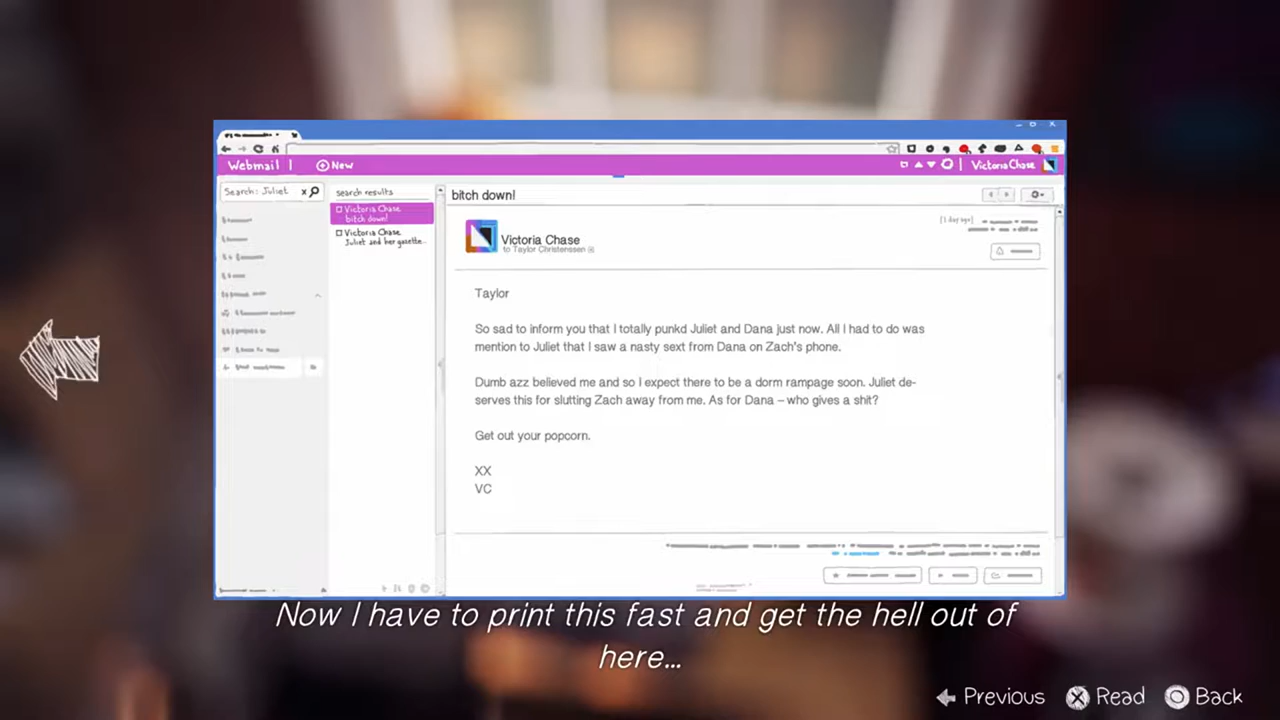 Webmail
New
Victoria Chase
Search: Juliet
x
search results
bitch down!
Victoria Chase
bitch down!
Victoria Chase
Juliet and her gazette...
Victoria Chase
to Taylor Christenssen
[1 day ago]
Taylor
So sad to inform you that I totally punkd Juliet and Dana just now. All I had to do was
mention to Juliet that I saw a nasty sext from Dana on Zach's phone.
Dumb azz believed me and so I expect there to be a dorm rampage soon. Juliet de-
serves this for slutting Zach away from me. As for Dana – who gives a shit?
Get out your popcorn.
XX
VC
Now I have to print this fast and get the hell out of
here...
Previous
Read
Back